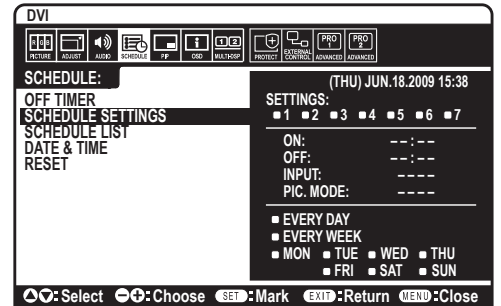 DVI
RGB PRO 1 PRO 2
PICTURE ADJUST AUDIO SCHEDULE PIP OSD MULTI-DSP PROTECT EXTERNAL CONTROL ADVANCED ADVANCED
SCHEDULE:
OFF TIMER
SCHEDULE SETTINGS
SCHEDULE LIST
DATE & TIME
RESET
(THU) JUN.18.2009 15:38
SETTINGS:
1 2 3 4 5 6 7
ON: --:--
OFF: --:--
INPUT: ----
PIC. MODE: ----
EVERY DAY
EVERY WEEK
MON TUE WED THU
FRI SAT SUN
:Select :Choose SET:Mark EXIT:Return MENU:Close